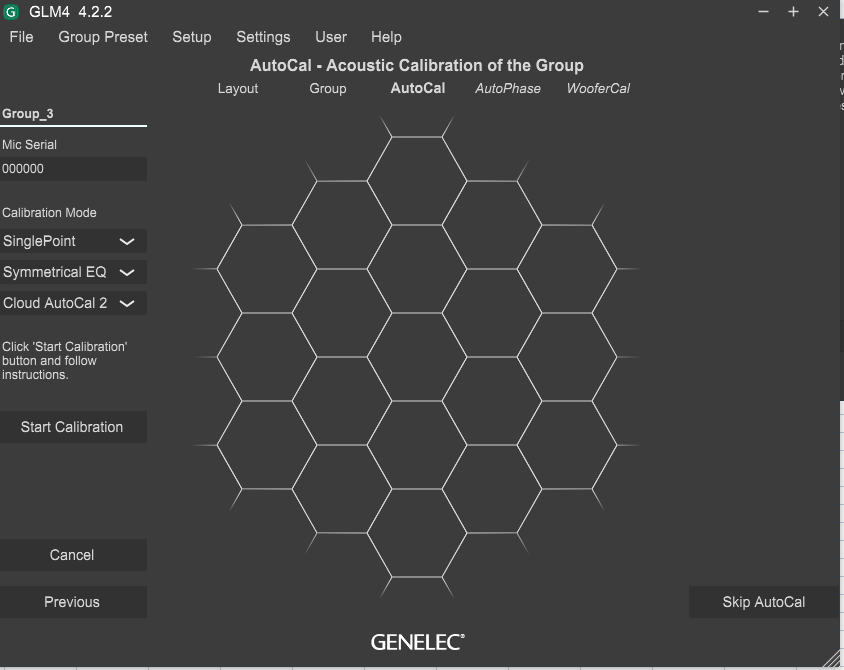 G GLM4 4.2.2
File Group Preset Setup Settings User Help
AutoCal - Acoustic Calibration of the Group
Layout Group AutoCal AutoPhase WooferCal
Group_3
Mic Serial
000000
Calibration Mode
SinglePoint
Symmetrical EQ
Cloud AutoCal 2
Click 'Start Calibration'
button and follow
instructions.
Start Calibration
Cancel
Previous
Skip AutoCal
GENELEC®